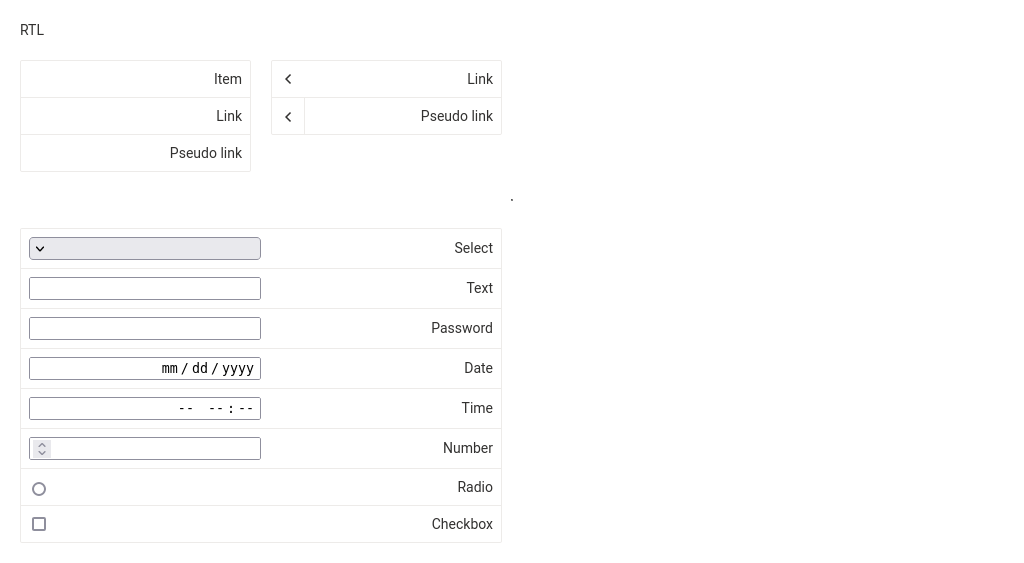 RTL
Item
Link
Pseudo link
Link
Pseudo link
.
Select
Text
Password
Date mm/dd/yyyy
Time -- --:--
Number
Radio
Checkbox